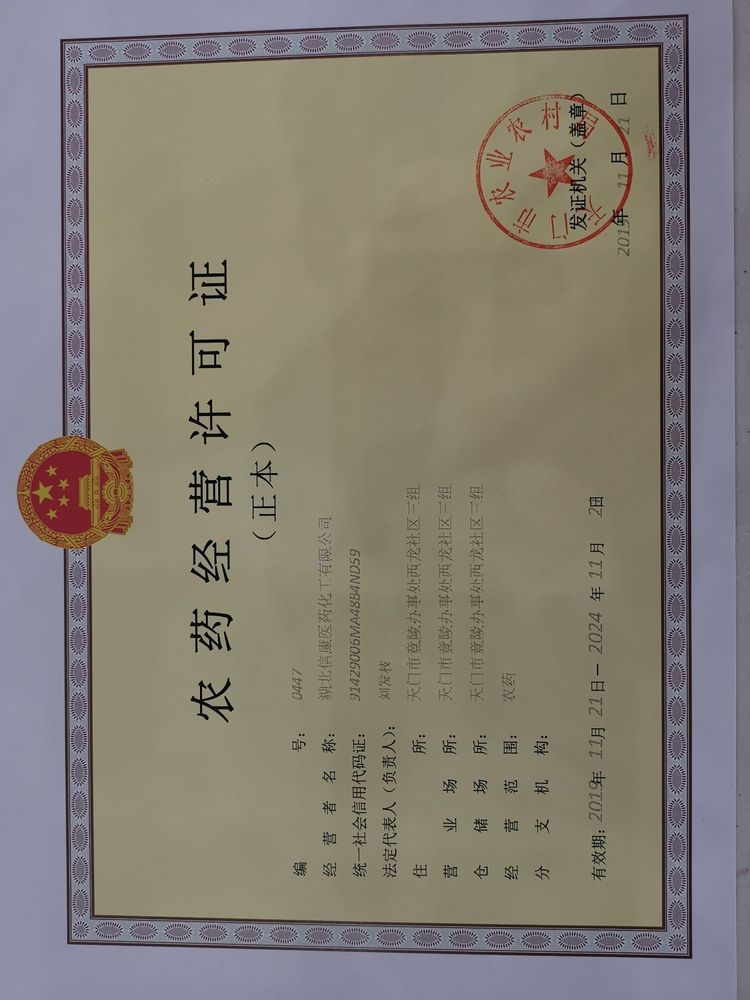 农药经营许可证
（正本）
编号：0447
经营者名称：湖北信康医药化工有限公司
统一社会信用代码证：91429006MA48B4ND59
法定代表人（负责人）：刘发枝
住所：天门市竟陵办事处西龙社区三组
营业场所：天门市竟陵办事处西龙社区三组
仓储场所：天门市竟陵办事处西龙社区三组
经营范围：农药
分支机构：
有效期：2019年11月21日—2024年11月2日
天门市农业农村局
发证机关（盖章）
2019年11月21日